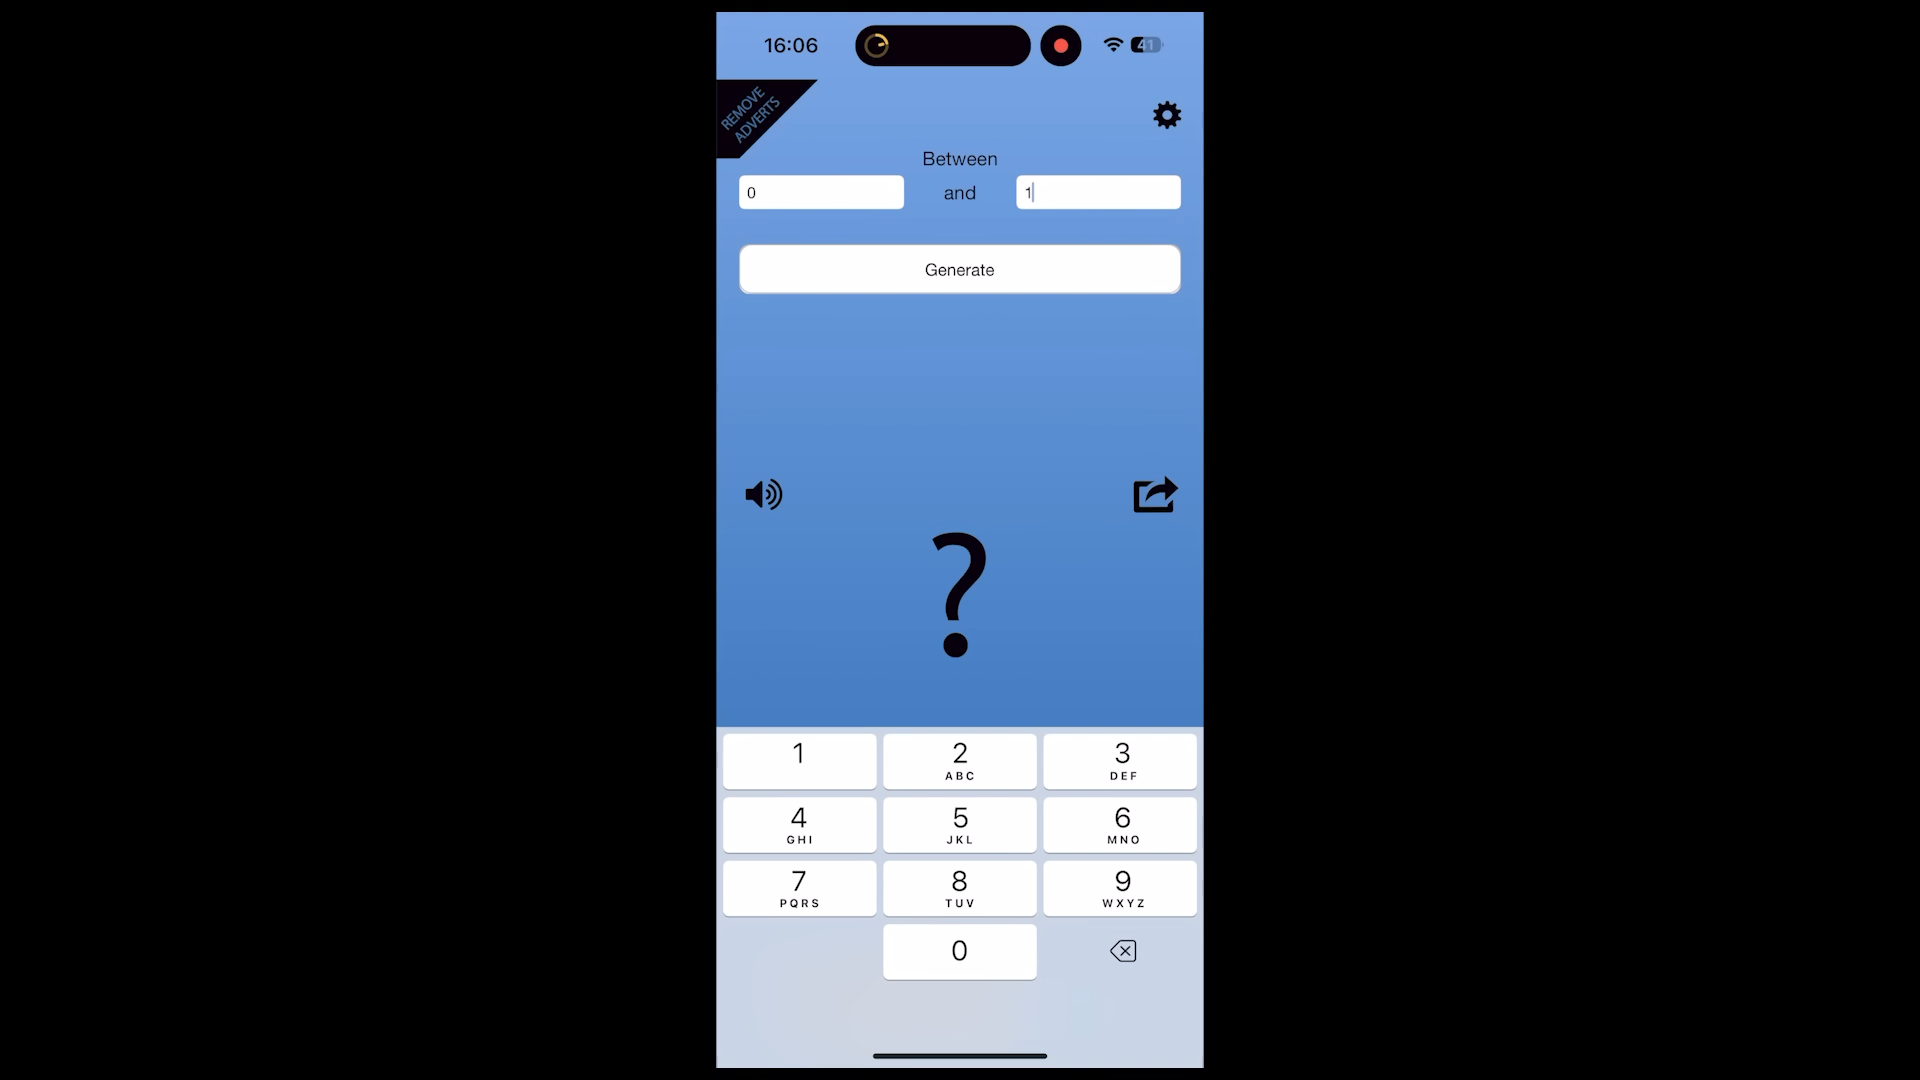 16:06
41
REMOVE
ADVERTS
Between
0 and 1
Generate
?
1 2 3
ABC DEF
4 5 6
GHI JKL MNO
7 8 9
PQRS TUV WXYZ
0